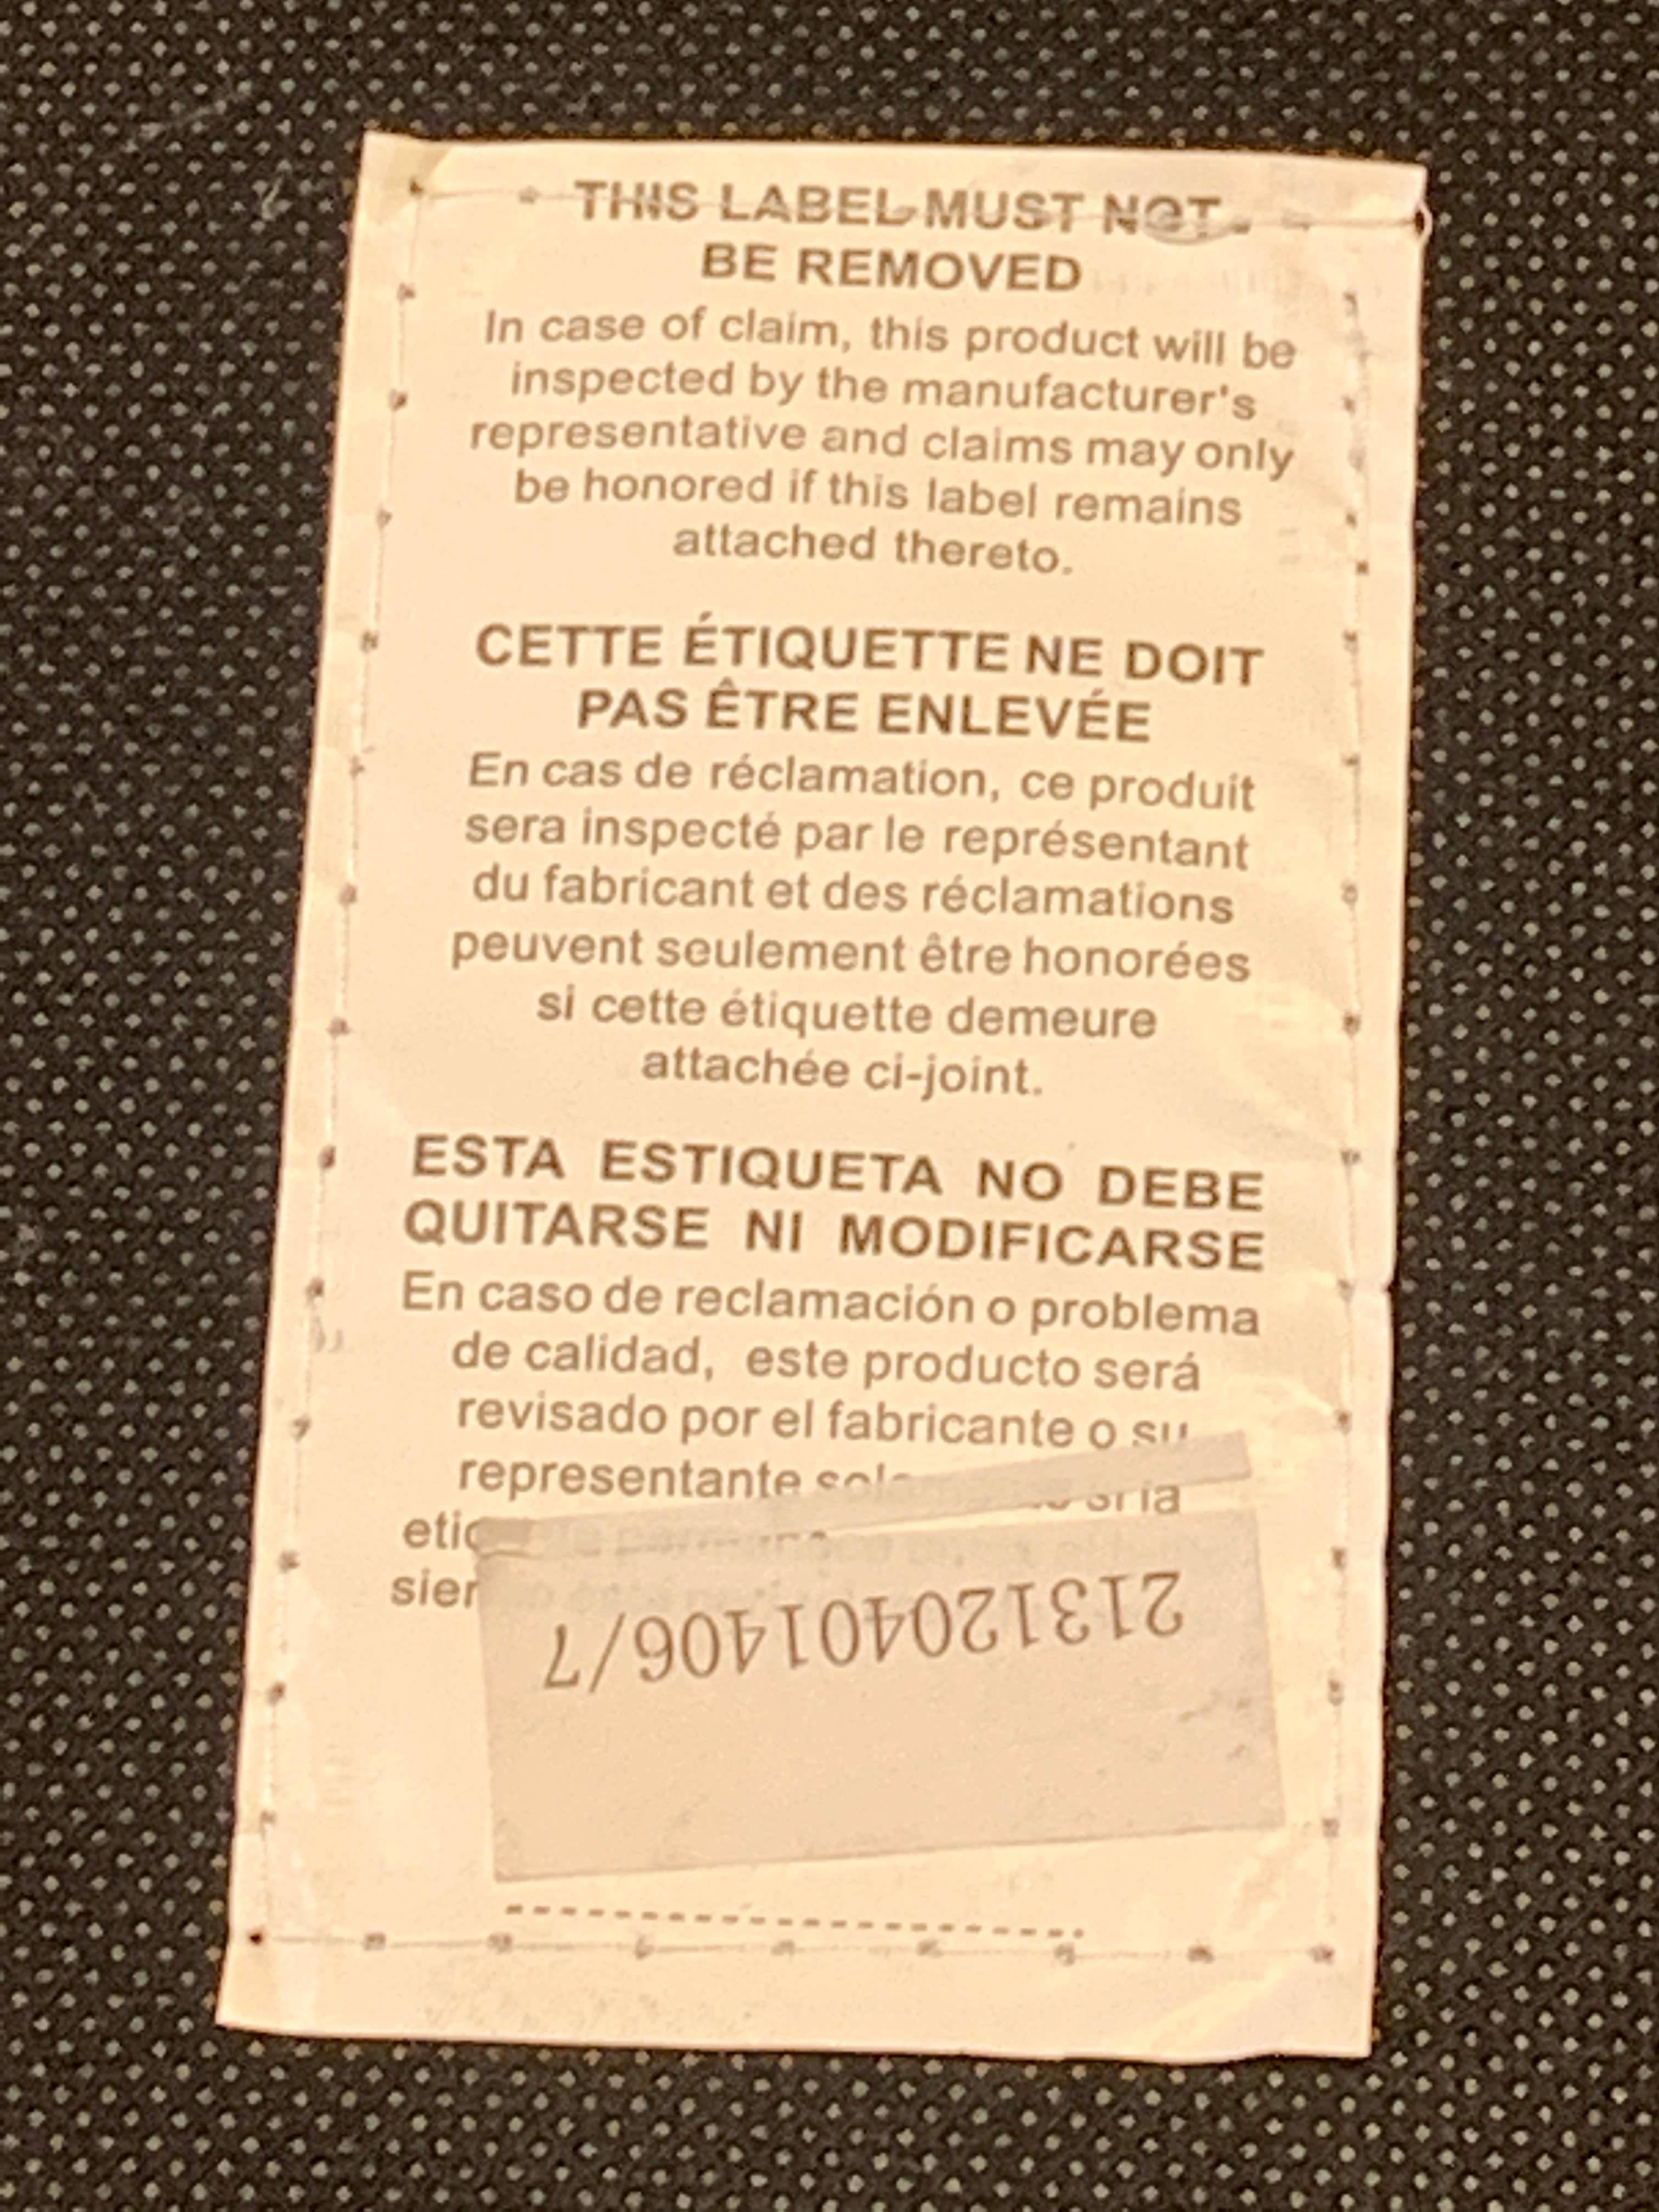 THIS LABEL MUST NOT
BE REMOVED
In case of claim, this product will be
inspected by the manufacturer's
representative and claims may only
be honored if this label remains
attached thereto.
CETTE ÉTIQUETTE NE DOIT
PAS ÊTRE ENLEVÉE
En cas de réclamation, ce produit
sera inspecté par le représentant
du fabricant et des réclamations
peuvent seulement être honorées
si cette étiquette demeure
attachée ci-joint.
ESTA ESTIQUETA NO DEBE
QUITARSE NI MODIFICARSE
En caso de reclamación o problema
de calidad, este producto será
revisado por el fabricante o su
representante si la
213120401406/7